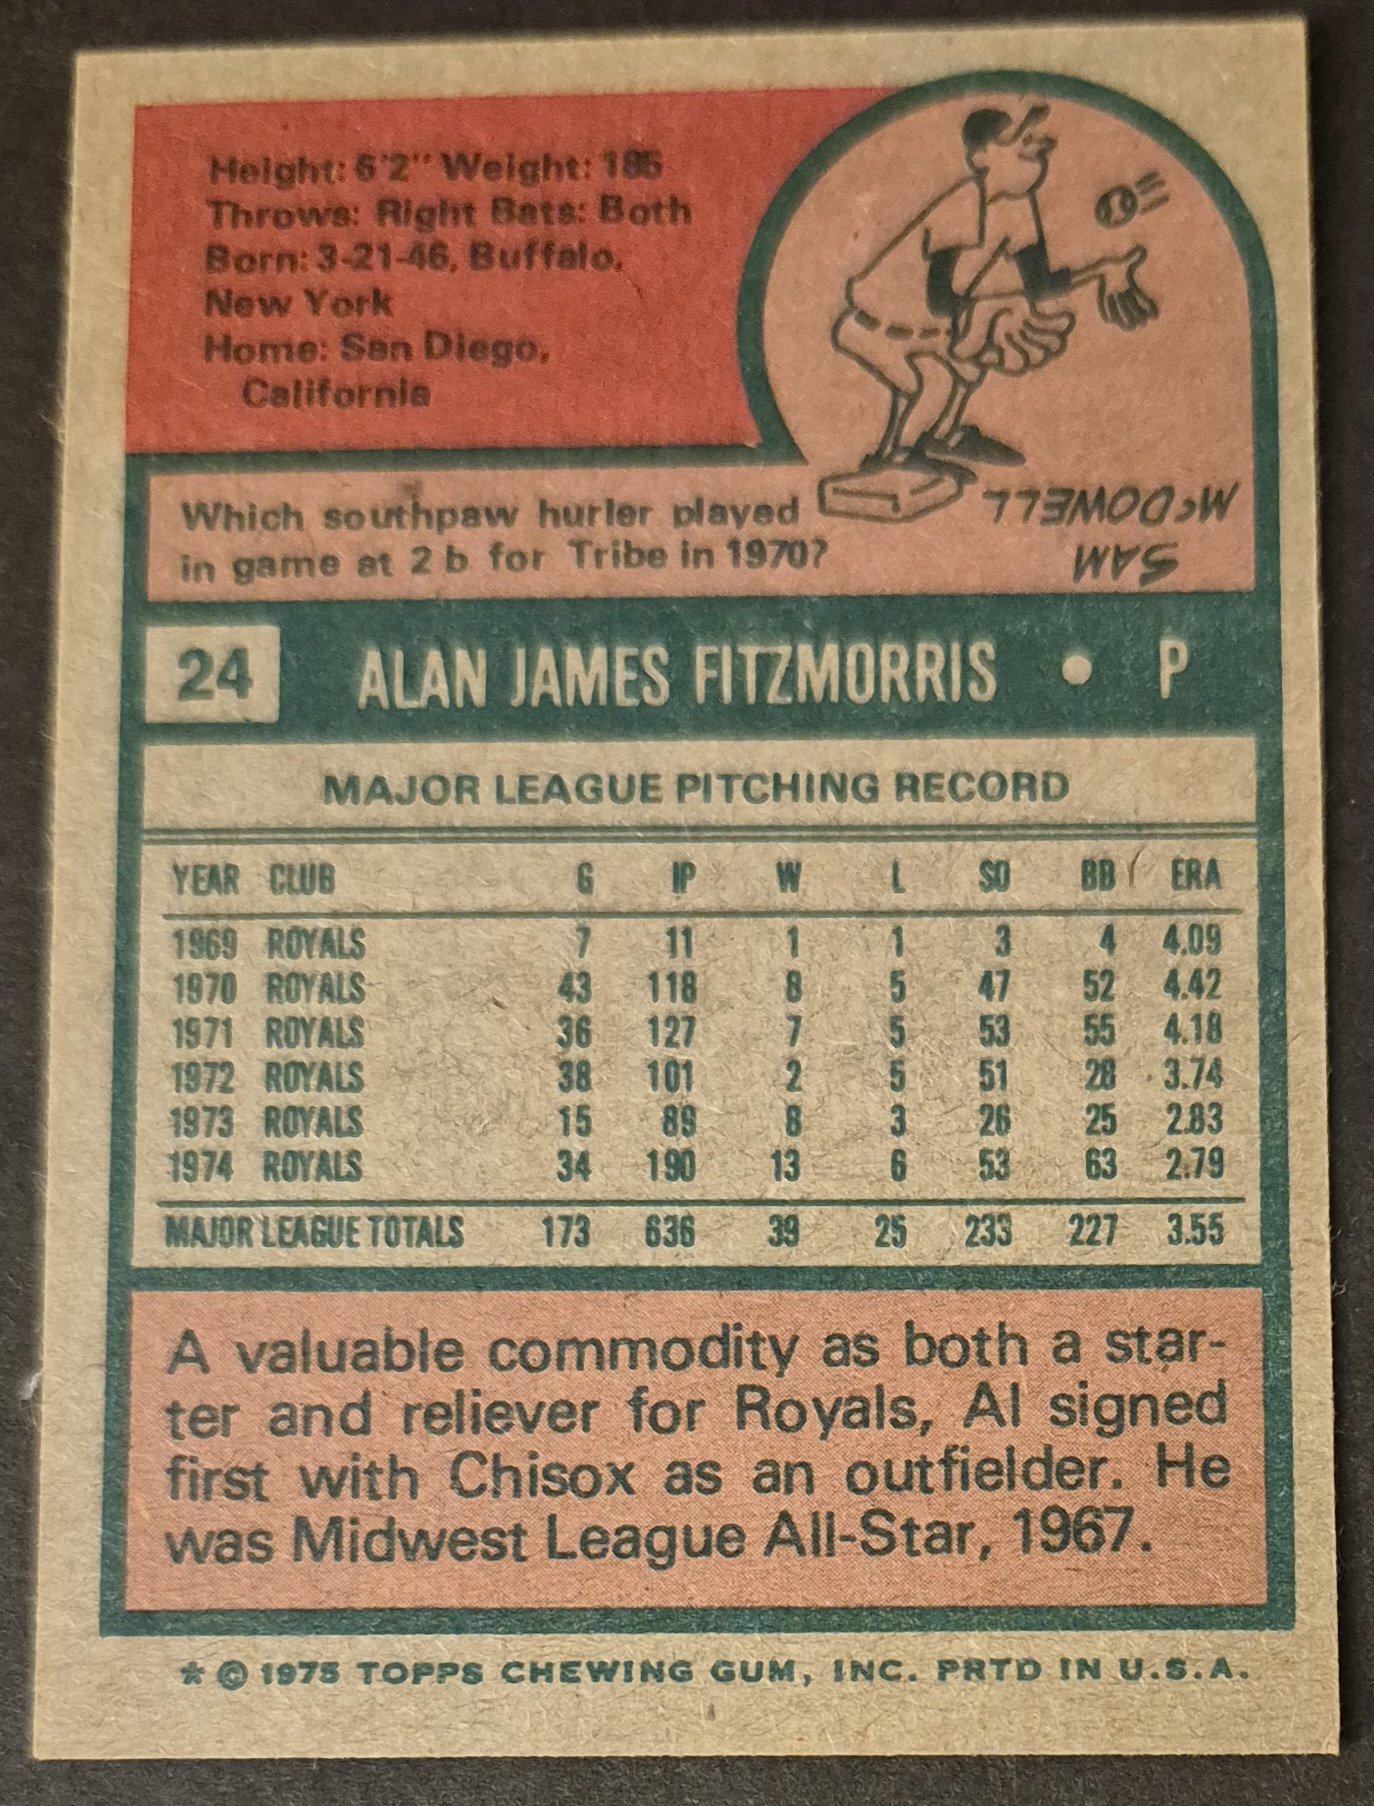 Height: 6'2" Weight: 185
Throws: Right Bats: Both
Born: 3-21-46, Buffalo,
New York
Home: San Diego,
California
Which southpaw hurler played
in game at 2 b for Tribe in 1970?
SAM
McDOWELL
24 ALAN JAMES FITZMORRIS • P
MAJOR LEAGUE PITCHING RECORD
YEAR CLUB G IP W L SO BB ERA
1969 ROYALS 7 11 1 1 3 4 4.09
1970 ROYALS 43 118 8 5 47 52 4.42
1971 ROYALS 36 127 7 5 53 55 4.18
1972 ROYALS 38 101 2 5 51 28 3.74
1973 ROYALS 15 89 8 3 26 25 2.83
1974 ROYALS 34 190 13 6 53 63 2.79
MAJOR LEAGUE TOTALS 173 636 39 25 233 227 3.55
A valuable commodity as both a star-
ter and reliever for Royals, Al signed
first with Chisox as an outfielder. He
was Midwest League All-Star, 1967.
* © 1975 TOPPS CHEWING GUM, INC. PRTD IN U.S.A.